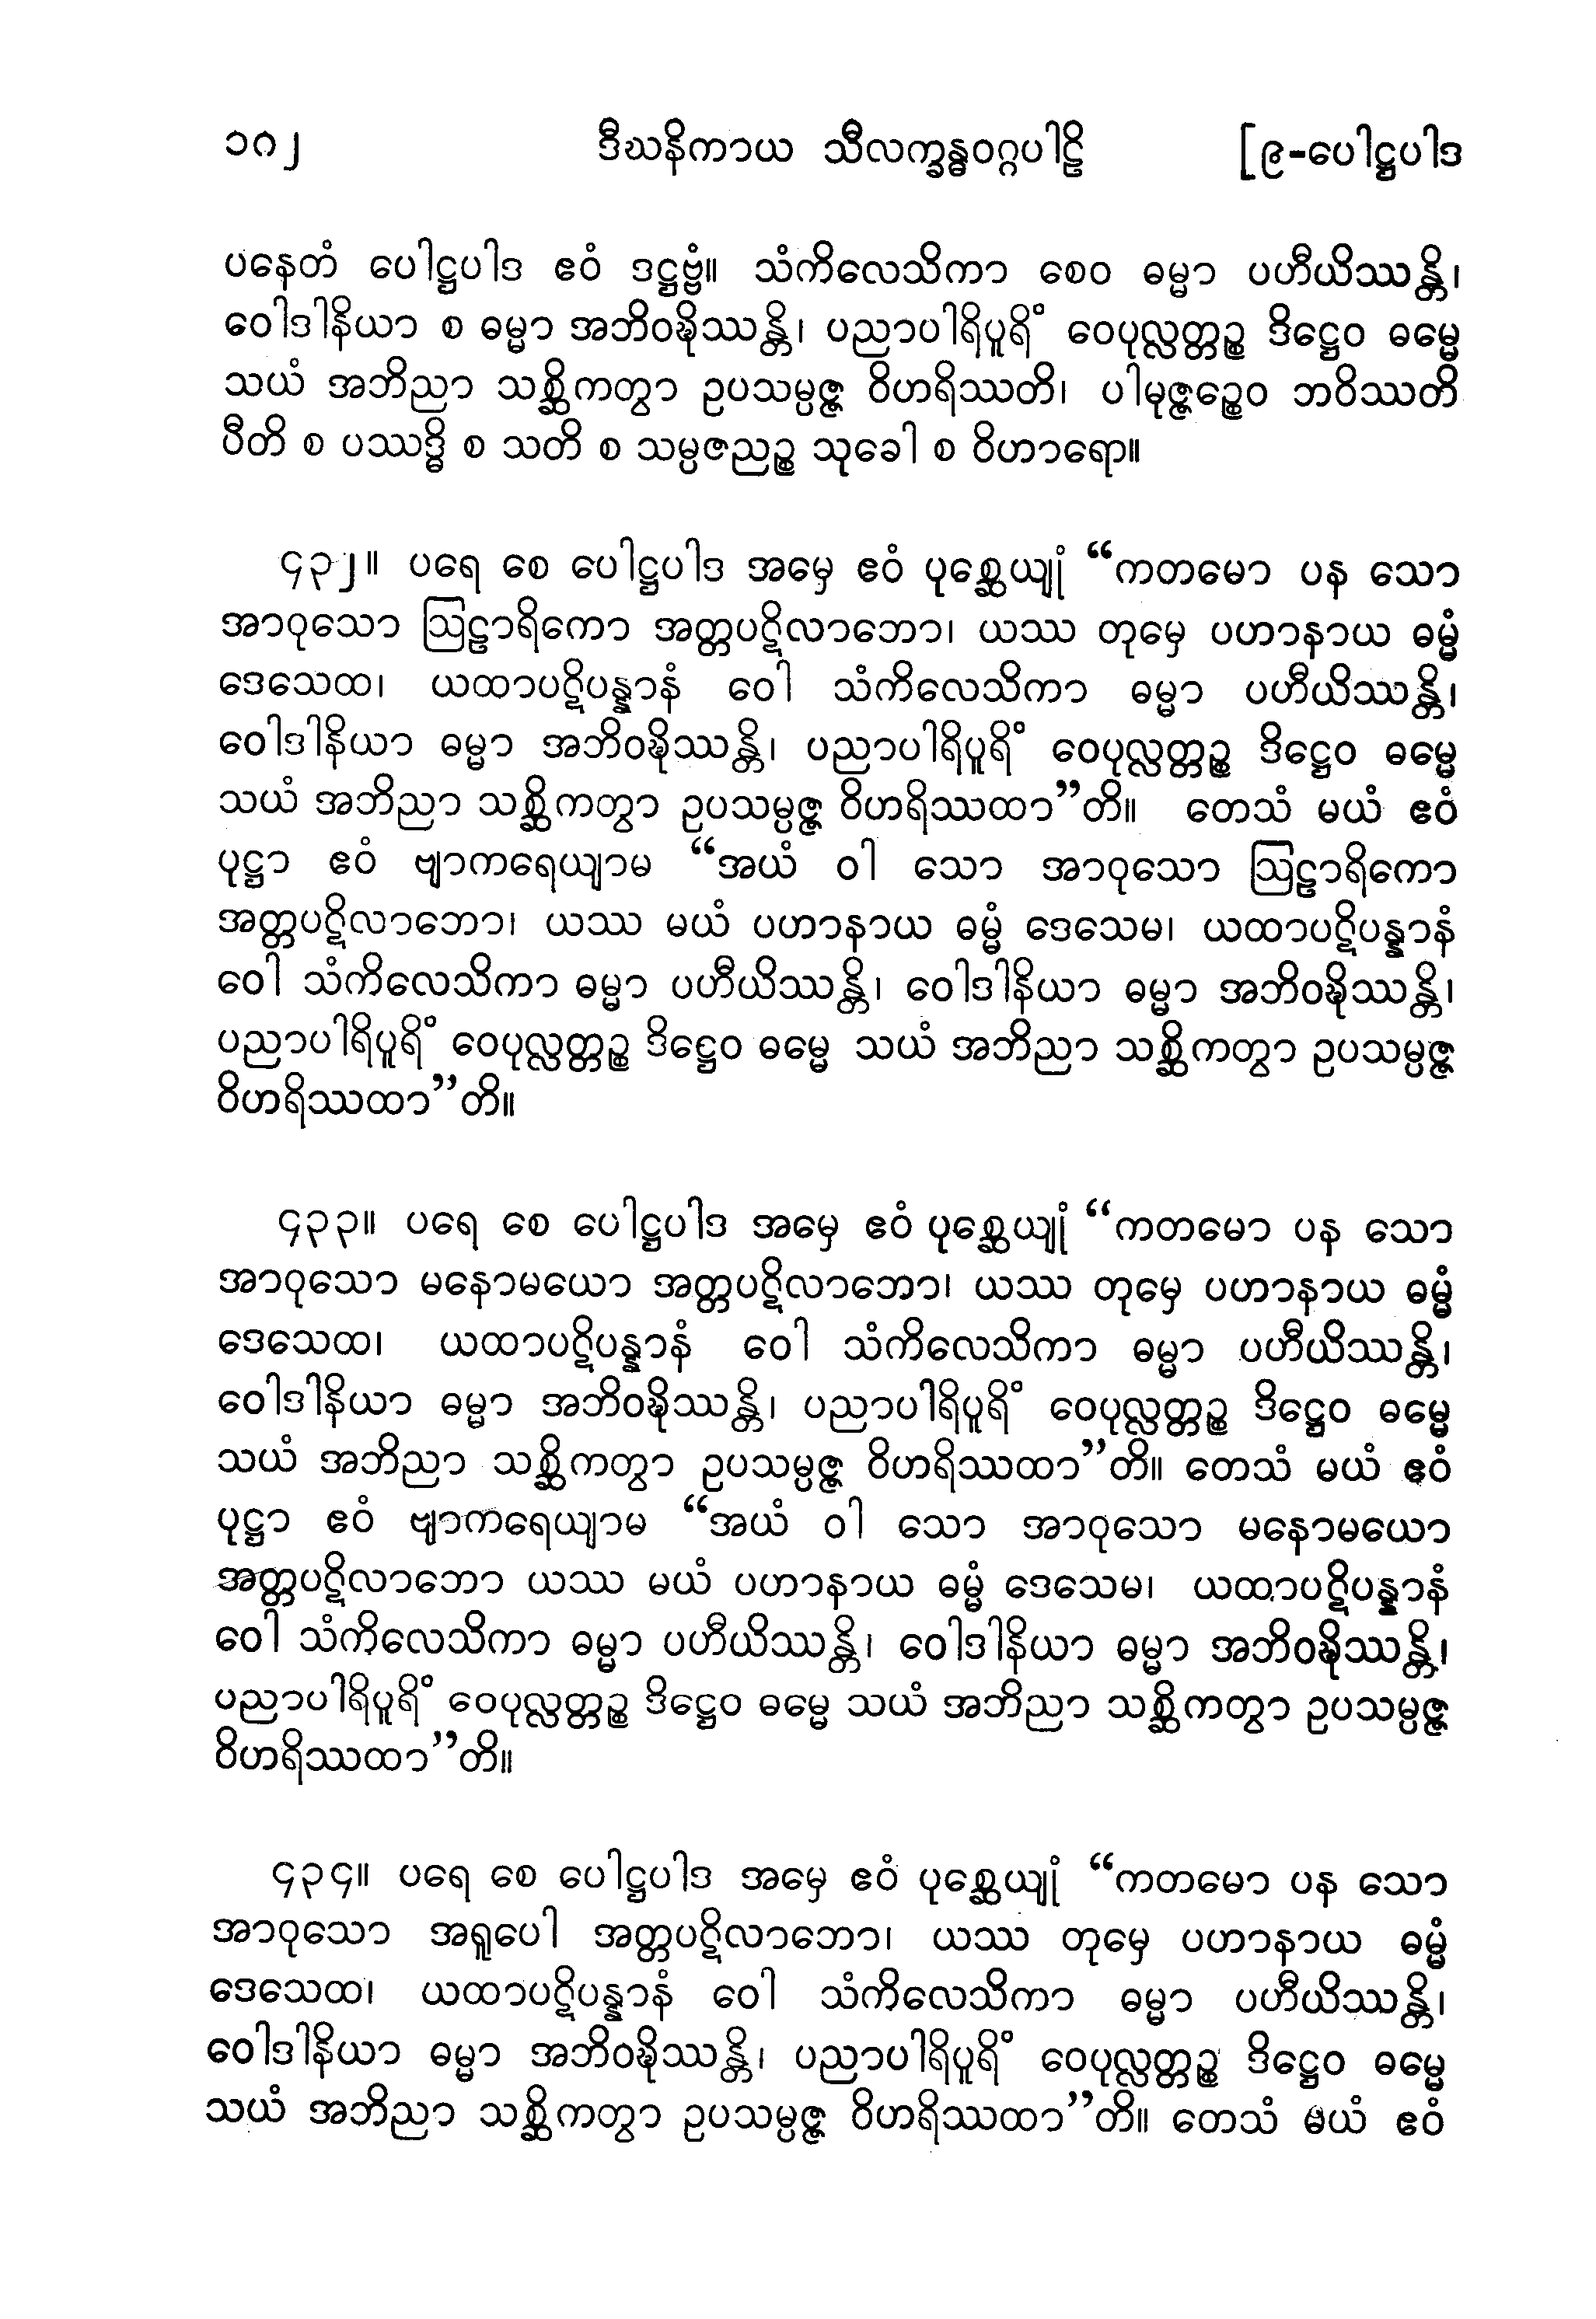 ၁၈၂ ဒီဃနိကာယ သီလက္ခန္ဓဝဂ္ဂပါဠိ [၉-ပေါဋ္ဌပါဒ
ပနေတံ ပေါဋ္ဌပါဒ ဧဝံ ဒဋ္ဌဗ္ဗံ။ သံကိလေသိကာ စေဝ ဓမ္မာ ပဟီယိဿန္တိ၊
ဝေါဒါနိယာ စ ဓမ္မာ အဘိဝဍ္ဎိဿန္တိ၊ ပညာပါရိပူရိံ ဝေပုလ္လတ္တဉ္စ ဒိဋ္ဌေဝ ဓမ္မေ
သယံ အဘိညာ သစ္ဆိကတွာ ဥပသမ္ပဇ္ဇ ဝိဟရိဿတိ၊ ပါမုဇ္ဇဉ္စေဝ ဘဝိဿတိ
ပီတိ စ ပဿဒ္ဓိ စ သတိ စ သမ္ပဇညဉ္စ သုခေါ စ ဝိဟာရော။
၄၃၂။ ပရေ စေ ပေါဋ္ဌပါဒ အမှေ ဧဝံ ပုစ္ဆေယျုံ “ကတမော ပန သော
အာဝုသော ဩဠာရိကော အတ္တပဋိလာဘော၊ ယဿ တုမှေ ပဟာနာယ ဓမ္မံ
ဒေသေထ၊ ယထာပဋိပန္နာနံ ဝေါ သံကိလေသိကာ ဓမ္မာ ပဟီယိဿန္တိ၊
ဝေါဒါနိယာ ဓမ္မာ အဘိဝဍ္ဎိဿန္တိ၊ ပညာပါရိပူရိံ ဝေပုလ္လတ္တဉ္စ ဒိဋ္ဌေဝ ဓမ္မေ
သယံ အဘိညာ သစ္ဆိကတွာ ဥပသမ္ပဇ္ဇ ဝိဟရိဿထာ”တိ။ တေသံ မယံ ဧဝံ
ပုဋ္ဌာ ဧဝံ ဗျာကရေယျာမ “အယံ ဝါ သော အာဝုသော ဩဠာရိကော
အတ္တပဋိလာဘော၊ ယဿ မယံ ပဟာနာယ ဓမ္မံ ဒေသေမ၊ ယထာပဋိပန္နာနံ
ဝေါ သံကိလေသိကာ ဓမ္မာ ပဟီယိဿန္တိ၊ ဝေါဒါနိယာ ဓမ္မာ အဘိဝဍ္ဎိဿန္တိ၊
ပညာပါရိပူရိံ ဝေပုလ္လတ္တဉ္စ ဒိဋ္ဌေဝ ဓမ္မေ သယံ အဘိညာ သစ္ဆိကတွာ ဥပသမ္ပဇ္ဇ
ဝိဟရိဿထာ”တိ။
၄၃၃။ ပရေ စေ ပေါဋ္ဌပါဒ အမှေ ဧဝံ ပုစ္ဆေယျုံ “ကတမော ပန သော
အာဝုသော မနောမယော အတ္တပဋိလာဘော၊ ယဿ တုမှေ ပဟာနာယ ဓမ္မံ
ဒေသေထ၊ ယထာပဋိပန္နာနံ ဝေါ သံကိလေသိကာ ဓမ္မာ ပဟီယိဿန္တိ၊
ဝေါဒါနိယာ ဓမ္မာ အဘိဝဍ္ဎိဿန္တိ၊ ပညာပါရိပူရိံ ဝေပုလ္လတ္တဉ္စ ဒိဋ္ဌေဝ ဓမ္မေ
သယံ အဘိညာ သစ္ဆိကတွာ ဥပသမ္ပဇ္ဇ ဝိဟရိဿထာ”တိ။ တေသံ မယံ ဧဝံ
ပုဋ္ဌာ ဧဝံ ဗျာကရေယျာမ “အယံ ဝါ သော အာဝုသော မနောမယော
အတ္တပဋိလာဘော ယဿ မယံ ပဟာနာယ ဓမ္မံ ဒေသေမ၊ ယထာပဋိပန္နာနံ
ဝေါ သံကိလေသိကာ ဓမ္မာ ပဟီယိဿန္တိ၊ ဝေါဒါနိယာ ဓမ္မာ အဘိဝဍ္ဎိဿန္တိ၊
ပညာပါရိပူရိံ ဝေပုလ္လတ္တဉ္စ ဒိဋ္ဌေဝ ဓမ္မေ သယံ အဘိညာ သစ္ဆိကတွာ ဥပသမ္ပဇ္ဇ
ဝိဟရိဿထာ”တိ။
၄၃၄။ ပရေ စေ ပေါဋ္ဌပါဒ အမှေ ဧဝံ ပုစ္ဆေယျုံ “ကတမော ပန သော
အာဝုသော အရူပေါ အတ္တပဋိလာဘော၊ ယဿ တုမှေ ပဟာနာယ ဓမ္မံ
ဒေသေထ၊ ယထာပဋိပန္နာနံ ဝေါ သံကိလေသိကာ ဓမ္မာ ပဟီယိဿန္တိ၊
ဝေါဒါနိယာ ဓမ္မာ အဘိဝဍ္ဎိဿန္တိ၊ ပညာပါရိပူရိံ ဝေပုလ္လတ္တဉ္စ ဒိဋ္ဌေဝ ဓမ္မေ
သယံ အဘိညာ သစ္ဆိကတွာ ဥပသမ္ပဇ္ဇ ဝိဟရိဿထာ”တိ။ တေသံ မယံ ဧဝံ